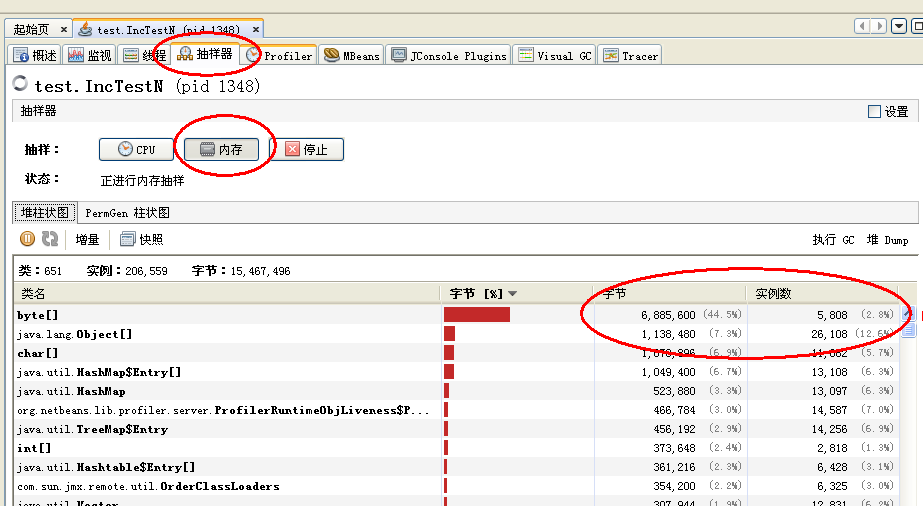 起始页 × test.IncTestN (pid 1348) ×
概述 监视 线程 抽样器 Profiler MBeans JConsole Plugins Visual GC Tracer
test.IncTestN (pid 1348)
抽样器 设置
抽样： CPU 内存 停止
状态： 正进行内存抽样
堆柱状图 PermGen 柱状图
增量 快照 执行 GC 堆 Dump
类：651 实例：206,559 字节：15,467,496
类名 字节 [%] 字节 实例数
byte[] 6,885,600 (44.5%) 5,808 (2.8%)
java.lang.Object[] 1,138,480 (7.3%) 26,108 (12.6%)
char[] (6.9%) (5.7%)
java.util.HashMap$Entry[] 1,049,400 (6.7%) 13,108 (6.3%)
java.util.HashMap 523,880 (3.3%) 13,097 (6.3%)
org.netbeans.lib.profiler.server.ProfilerRuntimeObjLiveness$P... 466,784 (3.0%) 14,587 (7.0%)
java.util.TreeMap$Entry 456,192 (2.9%) 14,256 (6.9%)
int[] 373,648 (2.4%) 2,818 (1.3%)
java.util.Hashtable$Entry[] 361,216 (2.3%) 6,428 (3.1%)
com.sun.jmx.remote.util.OrderClassLoaders 354,200 (2.2%) 6,325 (3.0%)
java.util.Vector 307,944 (1.9%) 12,831 (6.2%)